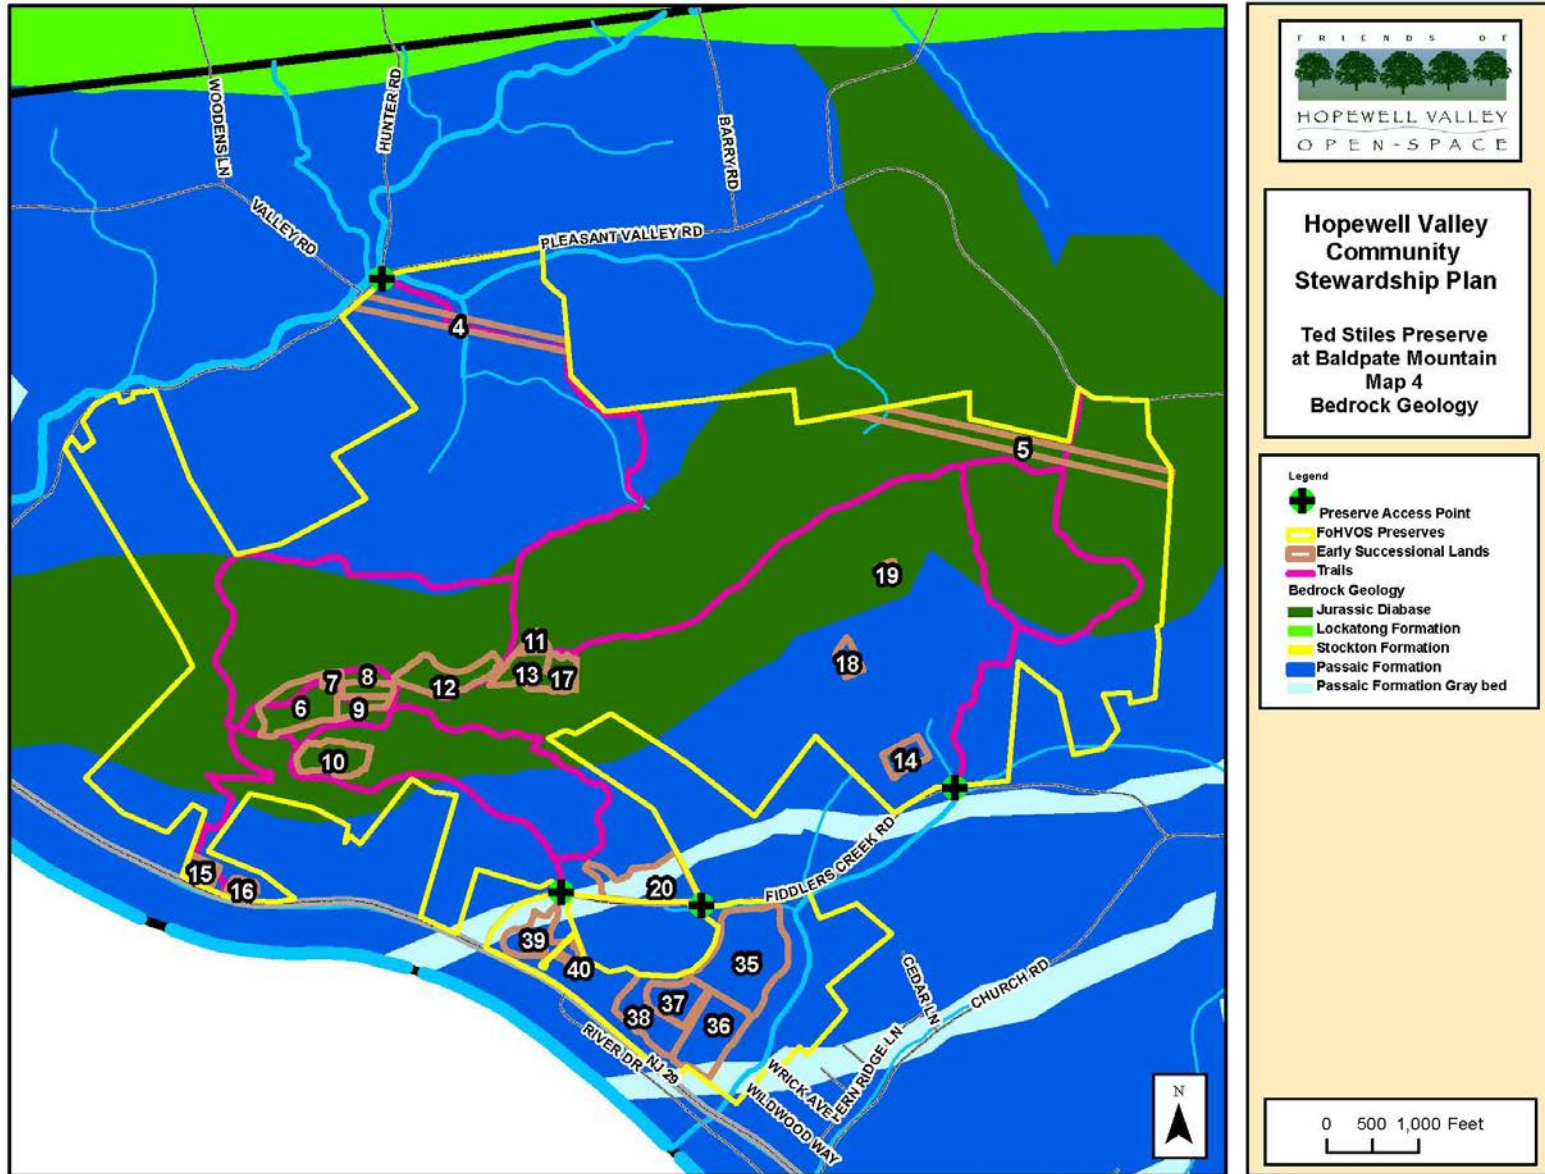 WOODENS LN
HUNTER RD
BARRY RD
VALLEY RD
PLEASANT VALLEY RD
4
5
19
11
18
8
7
13
17
12
6
9
14
10
15
16
20
FIDDLERS CREEK RD
39
35
40
CEDAR LN
CHURCH RD
37
38
36
RIVER DR
NJ 29
FERN RIDGE LN
WRICK AVE
WILDWOOD WAY
N
FRIENDS OF
HOPEWELL VALLEY
OPEN-SPACE
Hopewell Valley
Community
Stewardship Plan
Ted Stiles Preserve
at Baldpate Mountain
Map 4
Bedrock Geology
Legend
Preserve Access Point
FoHVOS Preserves
Early Successional Lands
Trails
Bedrock Geology
Jurassic Diabase
Lockatong Formation
Stockton Formation
Passaic Formation
Passaic Formation Gray bed
0 500 1,000 Feet